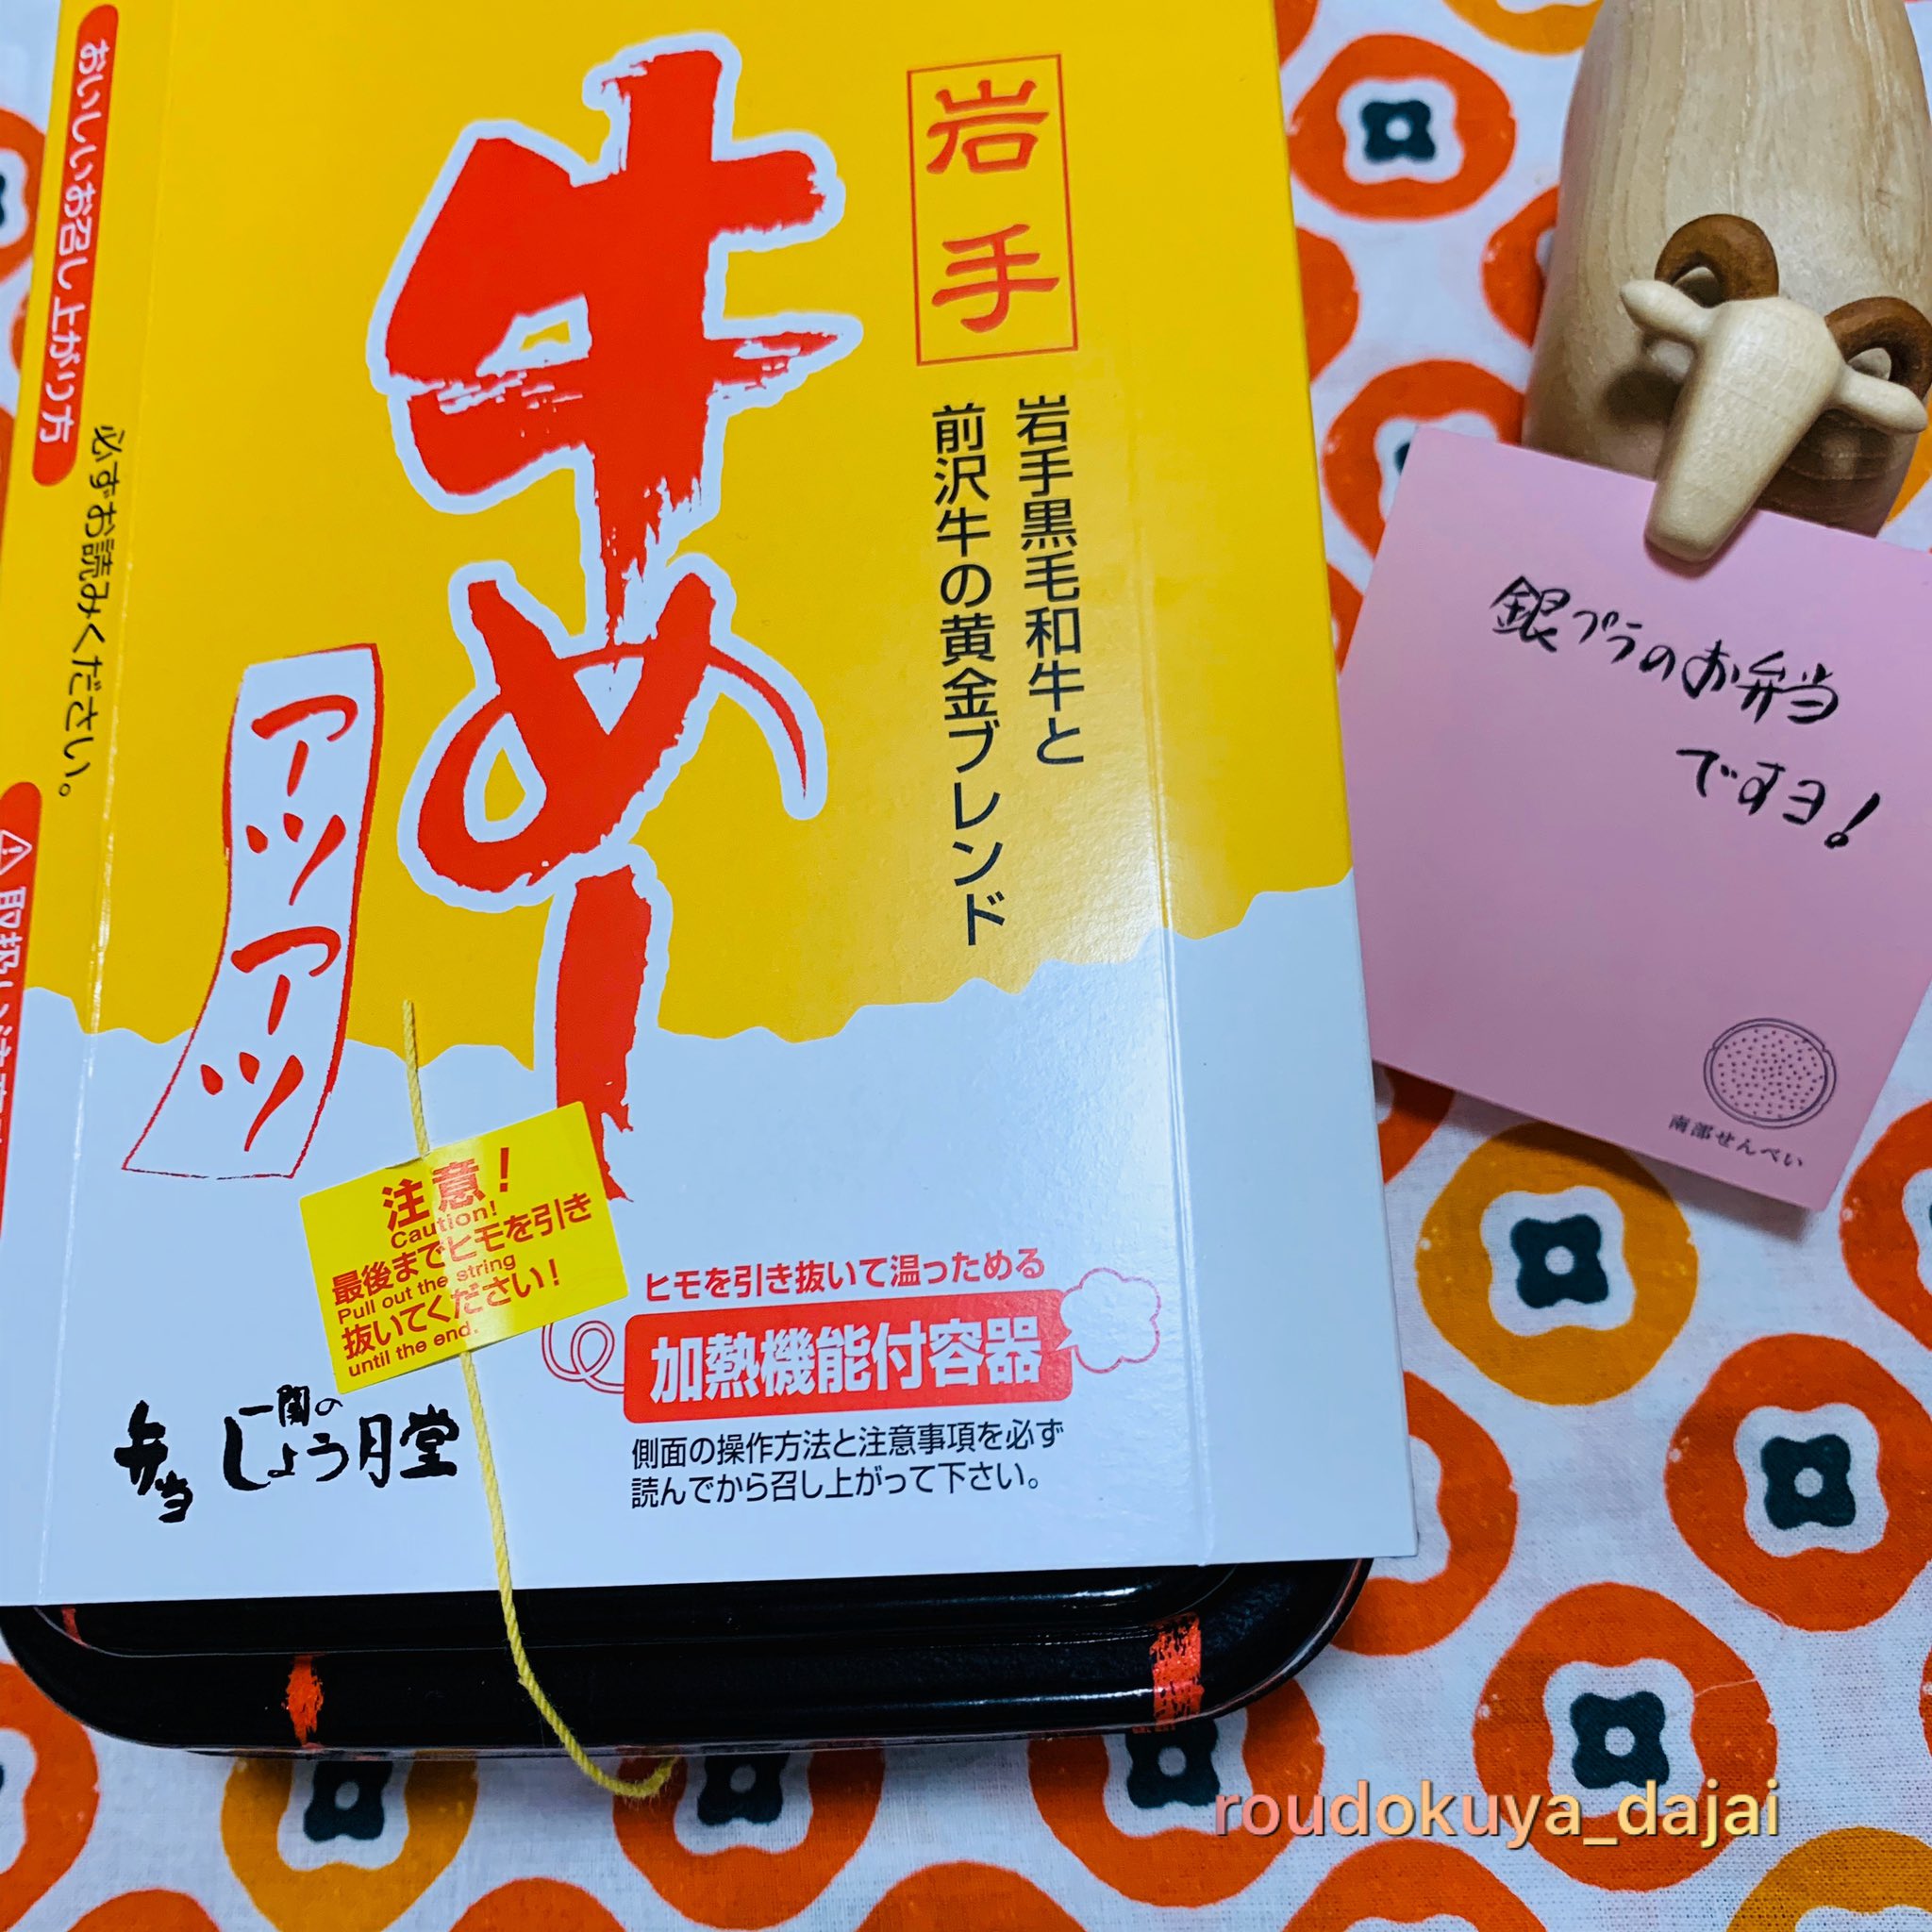 岩手
岩手黒毛和牛と
前沢牛の黄金ブレンド
牛めし
アツアツ
おいしいお召し上がり方
必ずお読みください。
注意！
Caution!
最後までヒモを引き
Pull out the string
抜いてください！
until the end.
ヒモを引き抜いて温っためる
加熱機能付容器
側面の操作方法と注意事項を必ず
読んでから召し上がって下さい。
弁当
一関の
しょう月堂
銀プラのお弁当
ですヨ！
南部せんべい
roudokuya_dajai